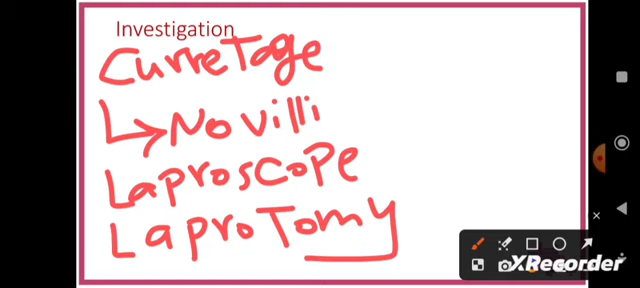 Investigation
CurreTage
↳ No villi
Laproscope
LaproTomy
XRecorder